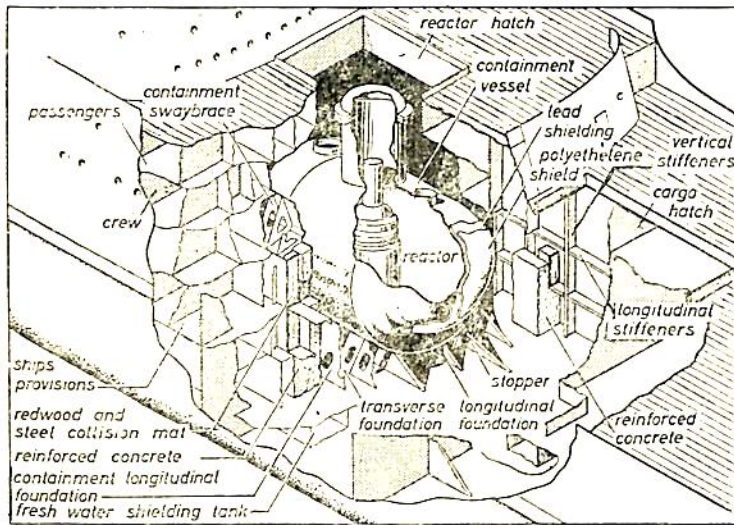 reactor hatch
containment
swaybrace
containment
vessel
passengers
lead
shielding
polyethelene
shield
vertical
stiffeners
cargo
hatch
crew
reactor
longitudinal
stiffeners
ships
provisions
stopper
redwood and
steel collision mat
transverse
foundation
longitudinal
foundation
reinforced
concrete
reinforced concrete
containment longitudinal
foundation
fresh water shielding tank